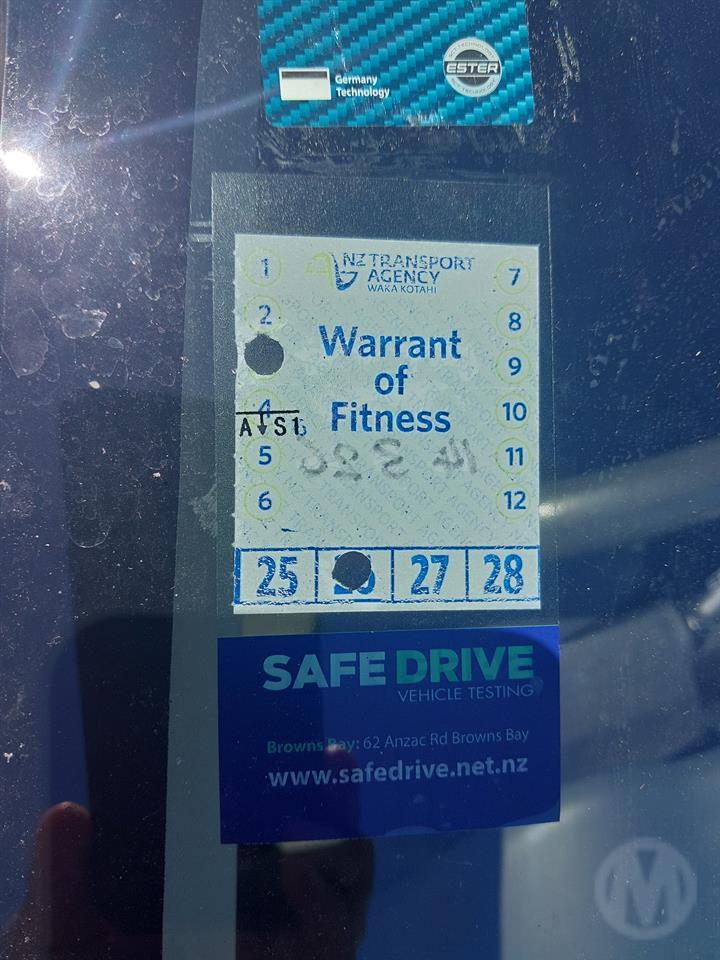 Germany
Technology
ESTER
NZ TRANSPORT
AGENCY
WAKA KOTAHI
Warrant
of
Fitness
1
2
4
5
6
7
8
9
10
11
12
A↓S1
25
27
28
SAFE DRIVE
VEHICLE TESTING
Browns Bay: 62 Anzac Rd Browns Bay
www.safedrive.net.nz
M